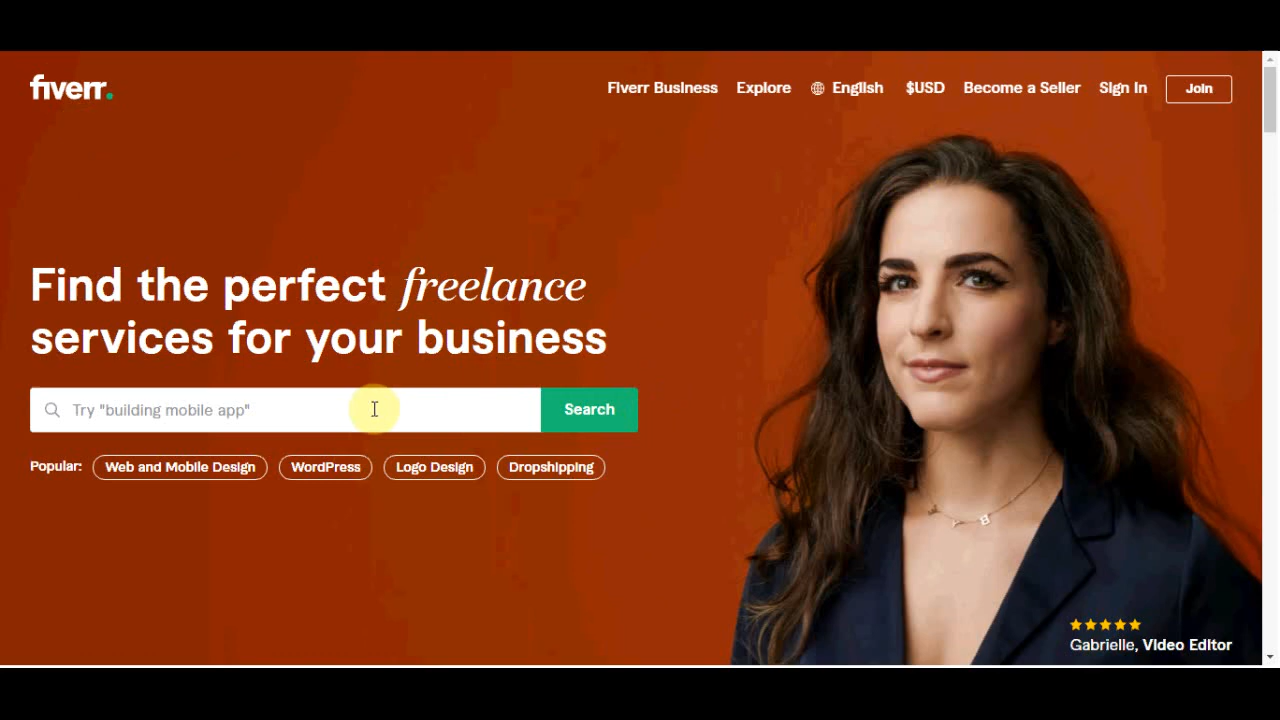 fiverr.
Fiverr Business Explore English $USD Become a Seller Sign In Join
Find the perfect freelance
services for your business
Try "building mobile app" Search
Popular: Web and Mobile Design WordPress Logo Design Dropshipping
Gabrielle, Video Editor